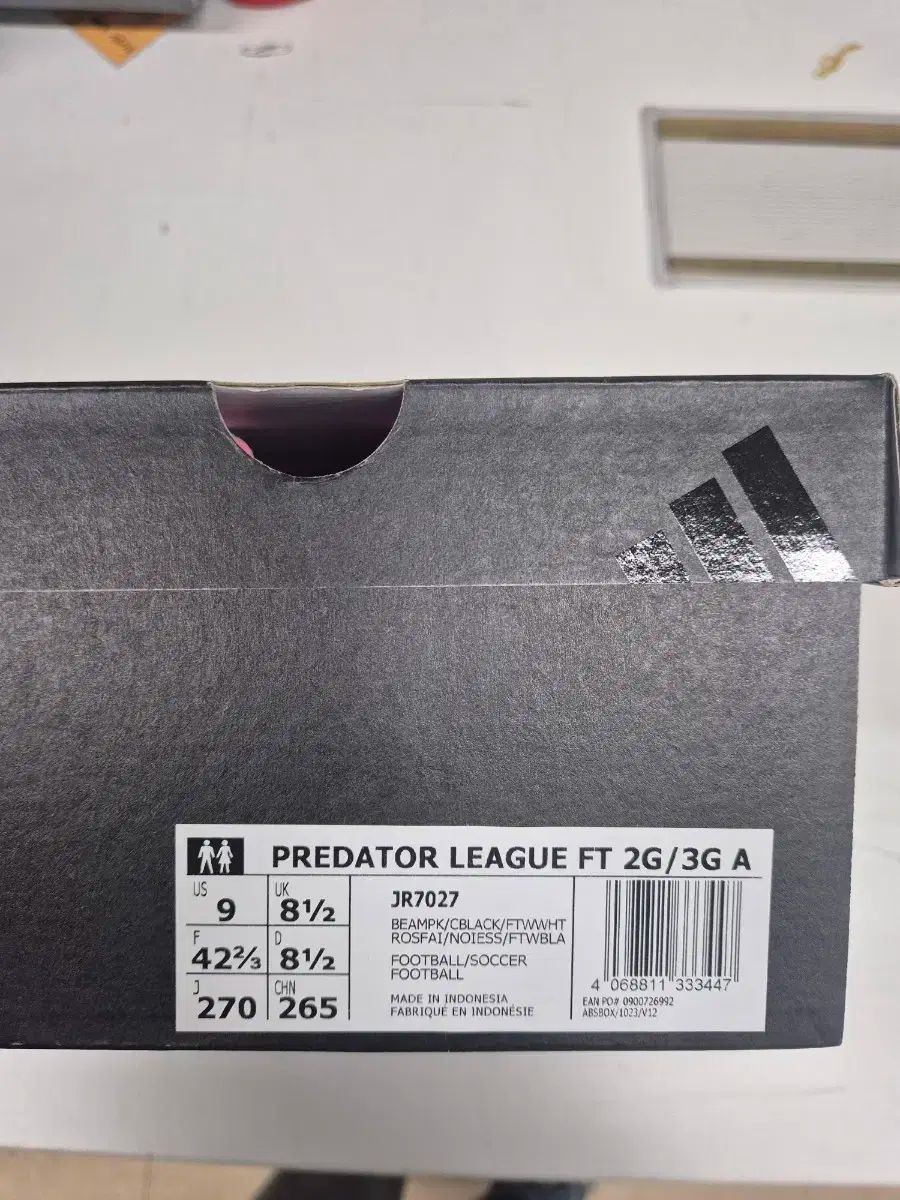 PREDATOR LEAGUE FT 2G/3G A
US 9
UK 8½
F 42⅔
D 8½
J 270
CHN 265
JR7027
BEAMPK/CBLACK/FTWWHT
ROSFAI/NOIESS/FTWBLA
FOOTBALL/SOCCER
FOOTBALL
MADE IN INDONESIA
FABRIQUÉ EN INDONÉSIE
4 068811 333447
EAN PO# 0900726992
ABSBOX/1023/V12